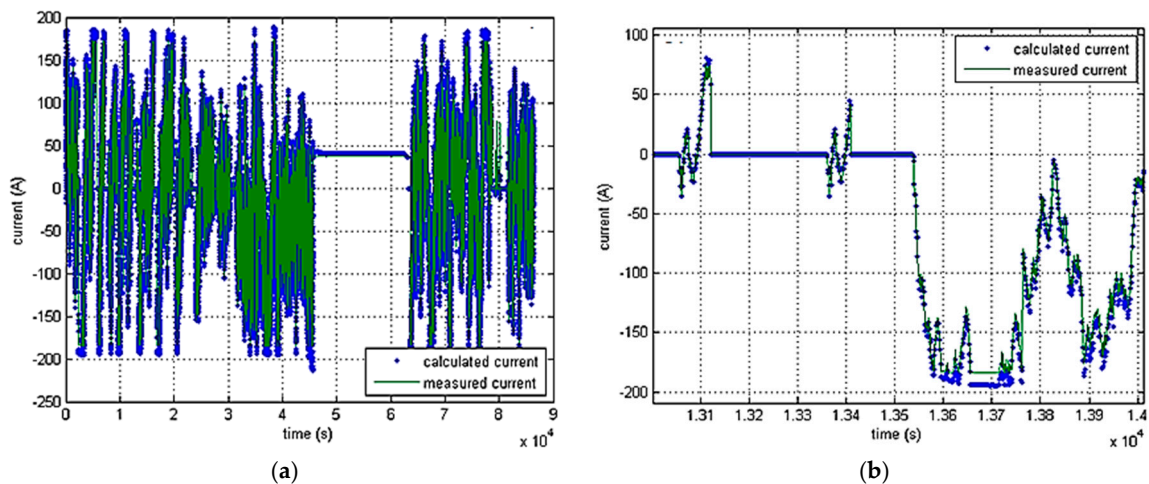 (a)
200
150
100
50
0
-50
-100
-150
-200
-250
current (A)
calculated current
measured current
0 1 2 3 4 5 6 7 8 9
time (s)
x 10⁴
(b)
100
50
0
-50
-100
-150
-200
current (A)
calculated current
measured current
1.31 1.32 1.33 1.34 1.35 1.36 1.37 1.38 1.39 1.4
time (s)
x 10⁴
(a)
(b)